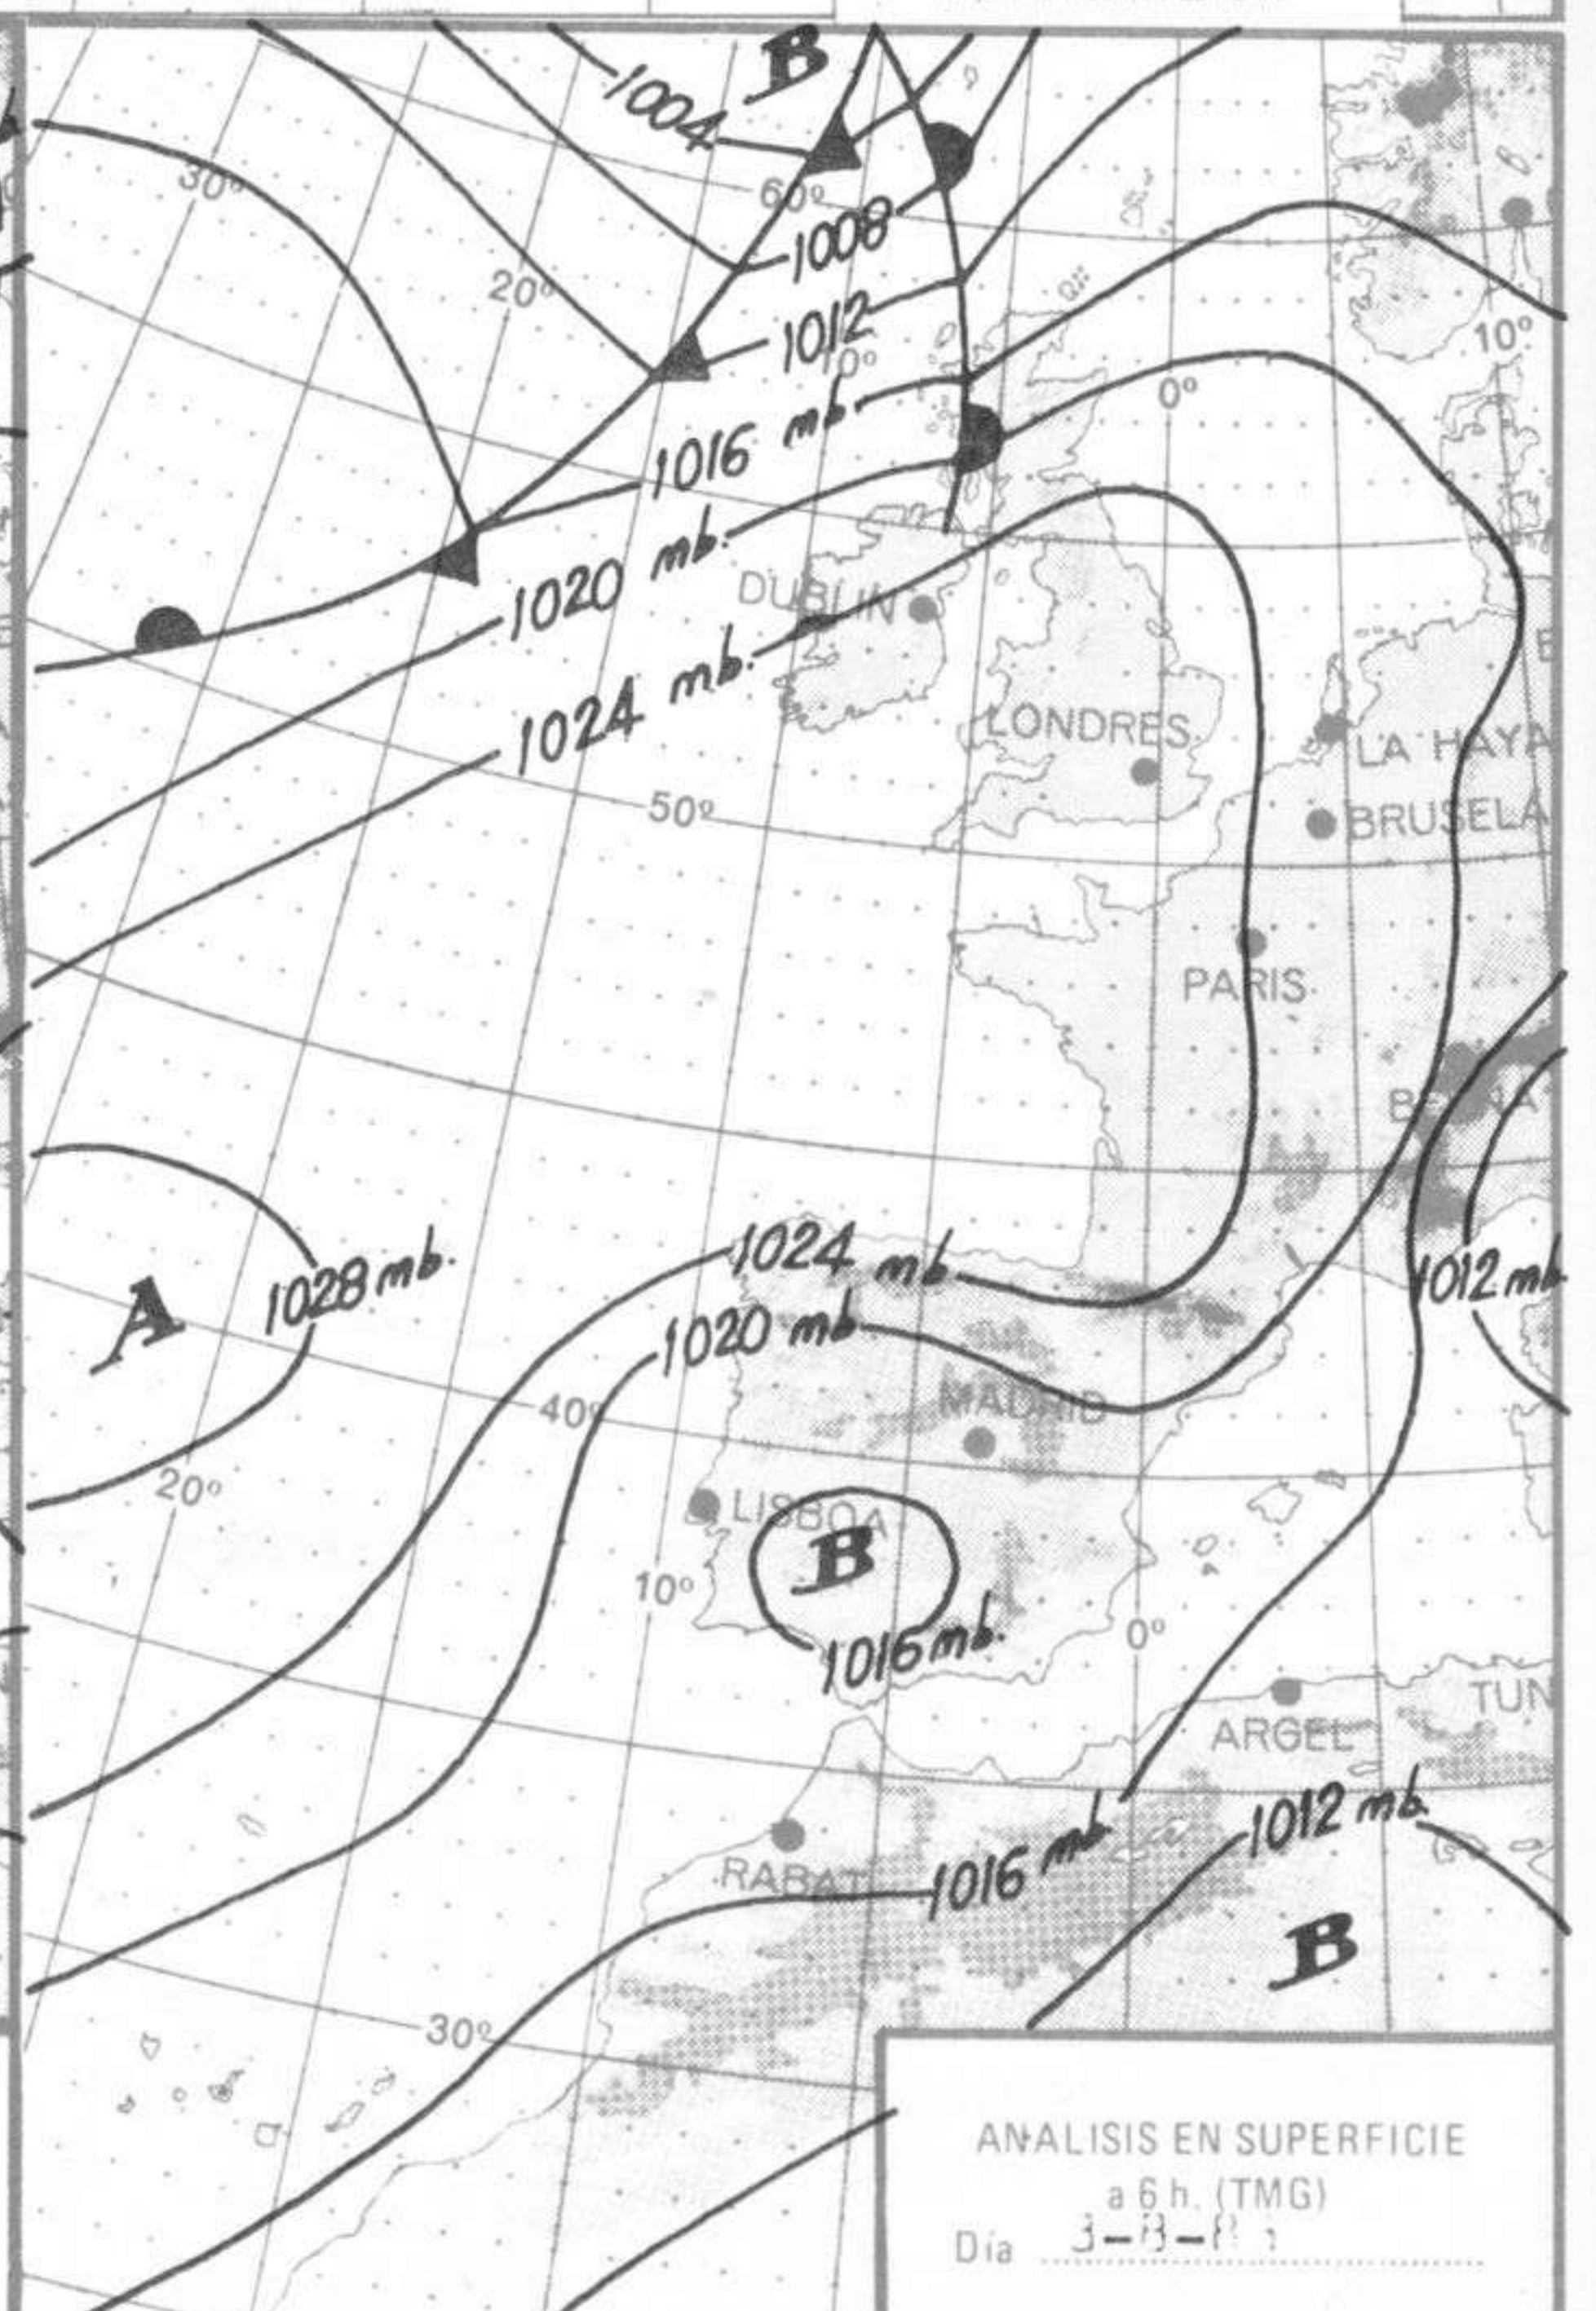 B
1004
30º
60º
1008
20º
1012
10º
10º
0º
1016 mb.
1020 mb.
DUBLIN
1024 mb.
LONDRES
LA HAYA
50º
BRUSELA
PARIS
1024 mb
1028 mb.
1012 mb.
A
1020 mb
40º
MADRID
20º
LISBOA
B
10º
0º
1016 mb.
TUN
ARGEL
1012 mb.
RABAT
1016 mb
B
30º
ANALISIS EN SUPERFICIE
a 6 h. (TMG)
Día